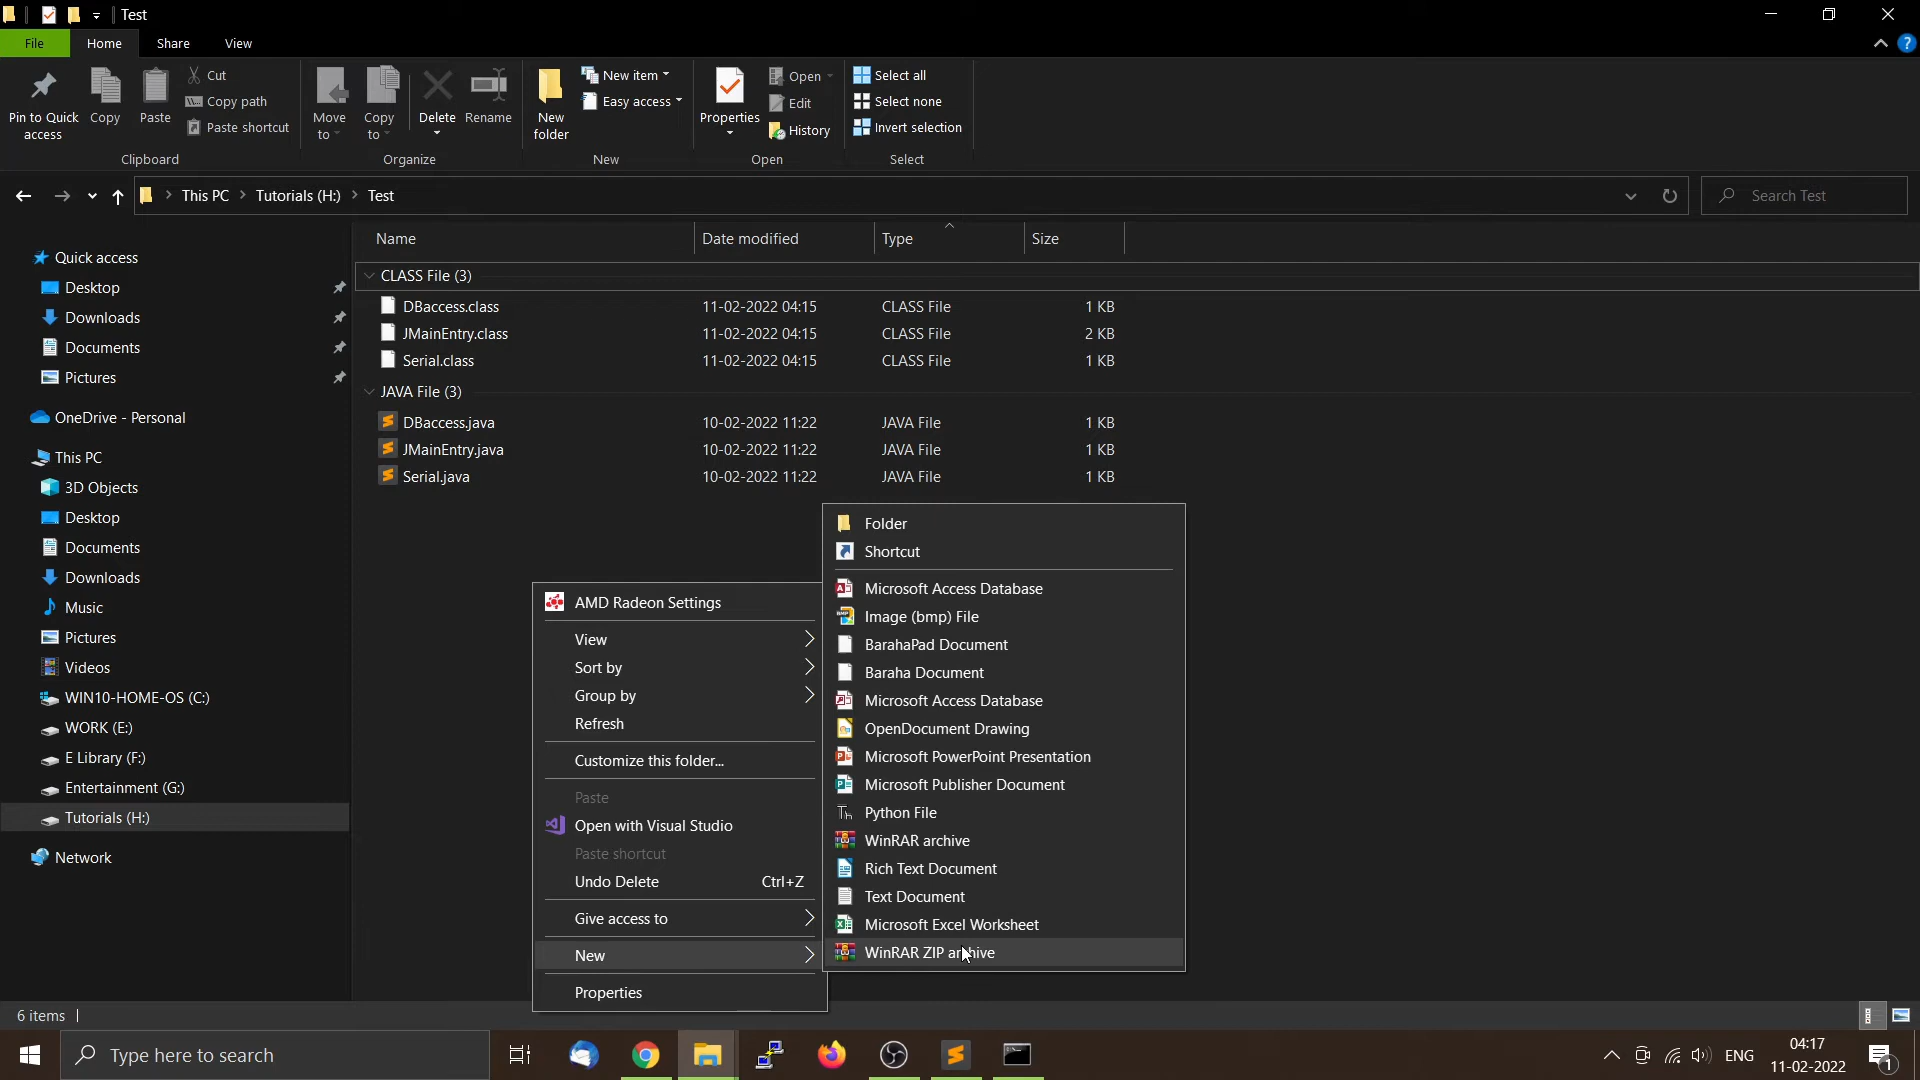 Test
File Home Share View
Pin to Quick access
Copy
Paste
Cut
Copy path
Paste shortcut
Clipboard
Move to
Copy to
Delete
Rename
Organize
New folder
New item
Easy access
New
Properties
Open
Edit
History
Open
Select all
Select none
Invert selection
Select
This PC Tutorials (H:) Test
Search Test
Name Date modified Type Size
CLASS File (3)
DBaccess.class 11-02-2022 04:15 CLASS File 1 KB
JMainEntry.class 11-02-2022 04:15 CLASS File 2 KB
Serial.class 11-02-2022 04:15 CLASS File 1 KB
JAVA File (3)
DBaccess.java 10-02-2022 11:22 JAVA File 1 KB
JMainEntry.java 10-02-2022 11:22 JAVA File 1 KB
Serial.java 10-02-2022 11:22 JAVA File 1 KB
Quick access
Desktop
Downloads
Documents
Pictures
OneDrive - Personal
This PC
3D Objects
Desktop
Documents
Downloads
Music
Pictures
Videos
WIN10-HOME-OS (C:)
WORK (E:)
E Library (F:)
Entertainment (G:)
Tutorials (H:)
Network
AMD Radeon Settings
View
Sort by
Group by
Refresh
Customize this folder...
Paste
Open with Visual Studio
Paste shortcut
Undo Delete Ctrl+Z
Give access to
New
Properties
Folder
Shortcut
Microsoft Access Database
Image (bmp) File
BarahaPad Document
Baraha Document
Microsoft Access Database
OpenDocument Drawing
Microsoft PowerPoint Presentation
Microsoft Publisher Document
Python File
WinRAR archive
Rich Text Document
Text Document
Microsoft Excel Worksheet
WinRAR ZIP archive
6 items
Type here to search
ENG
04:17
11-02-2022
1